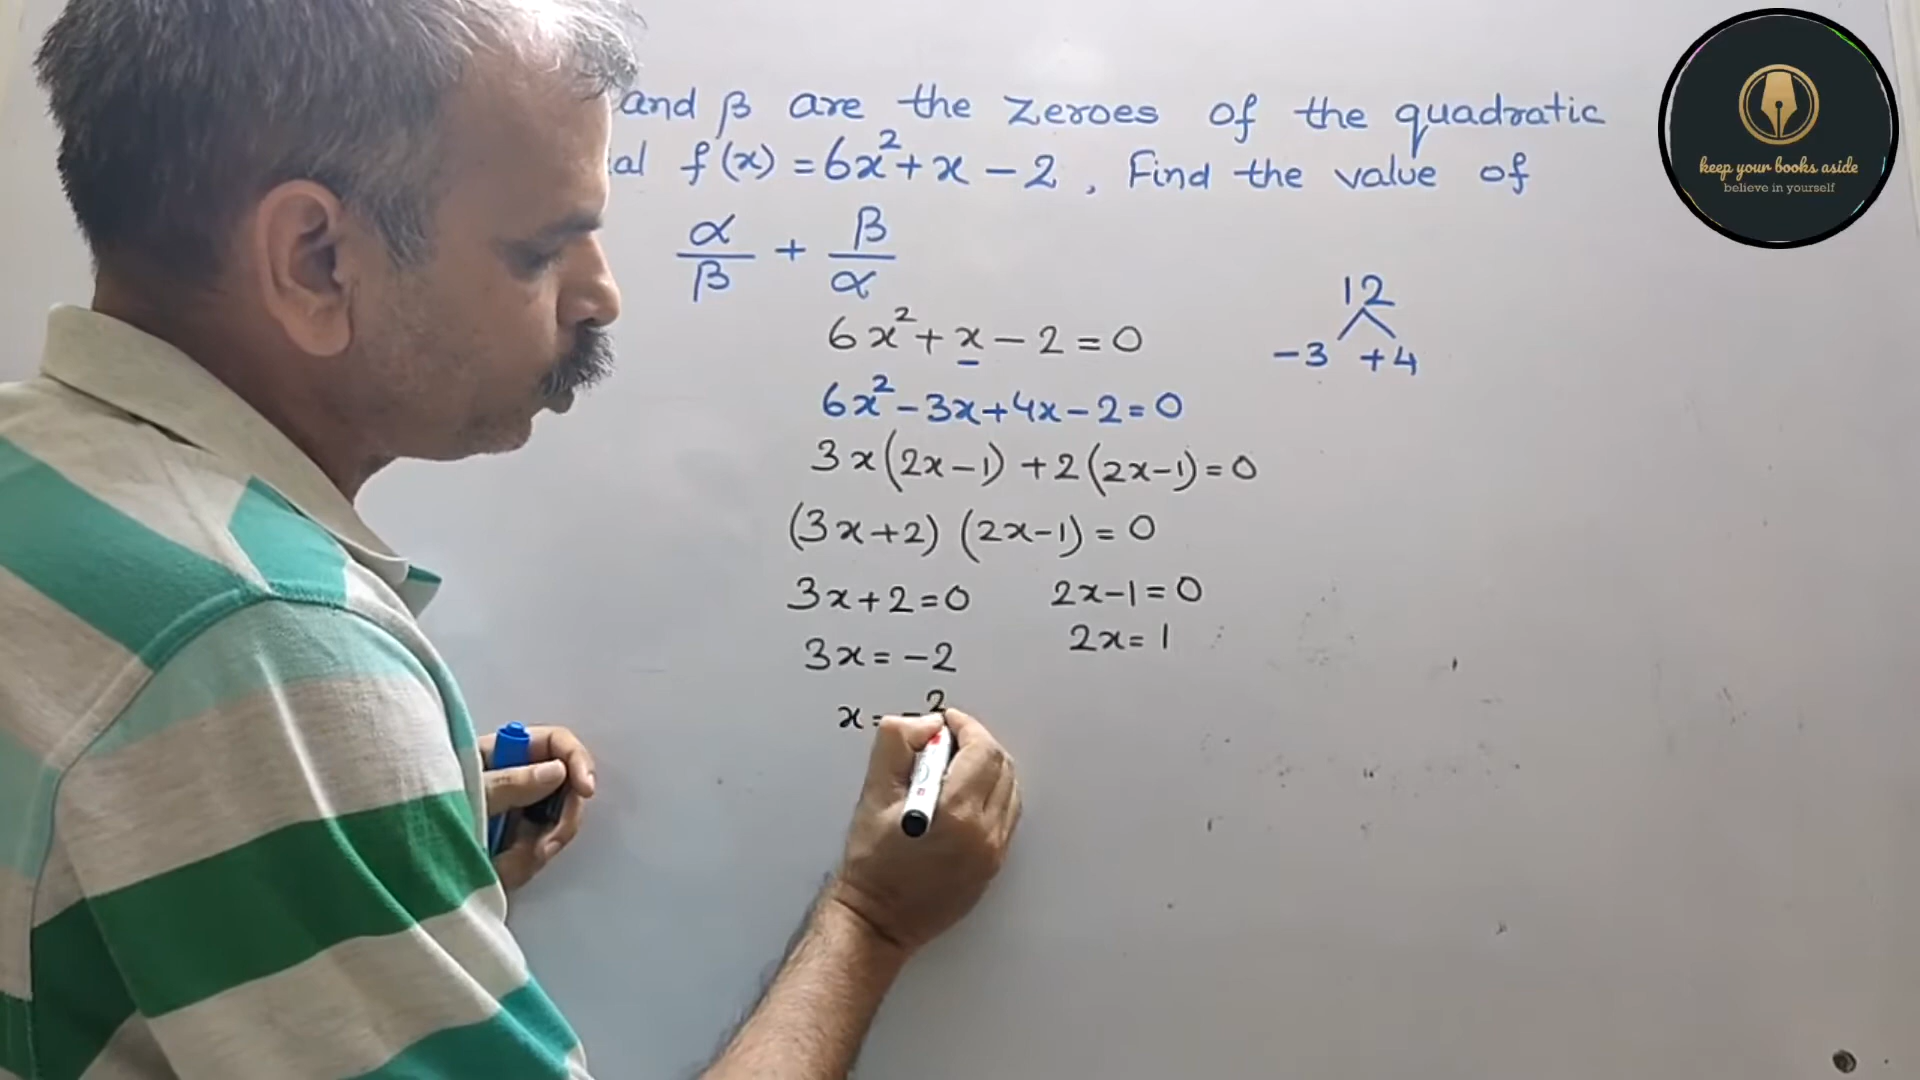 and β are the zeroes of the quadratic
al f(x) = 6x² + x - 2, Find the value of
α/β + β/α
12
-3 +4
6x² + x - 2 = 0
6x² - 3x + 4x - 2 = 0
3x(2x-1) + 2(2x-1) = 0
(3x+2) (2x-1) = 0
3x+2=0 2x-1=0
3x = -2 2x = 1
x = -2
keep your books aside
believe in yourself